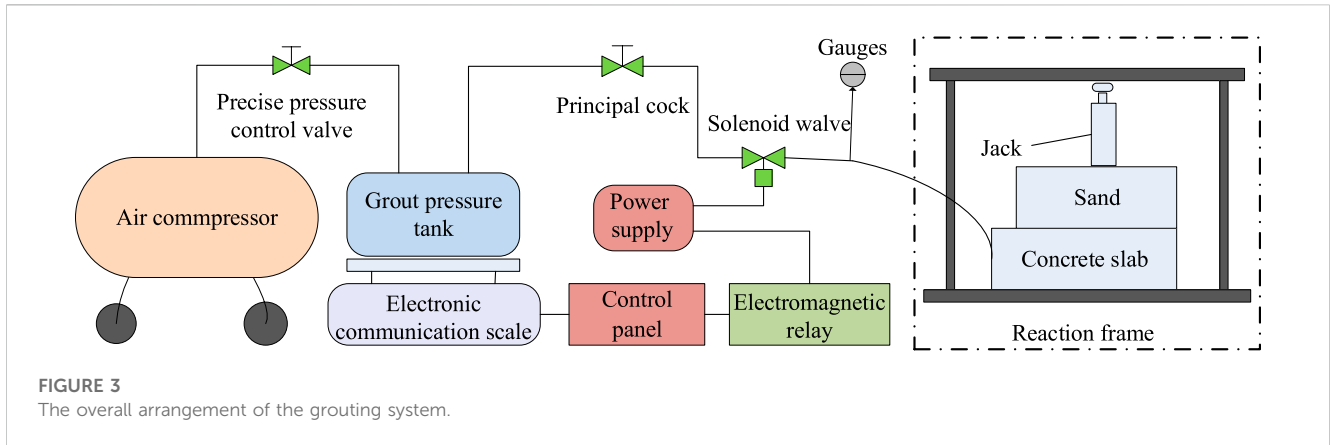 Gauges
Precise pressure
control valve
Principal cock
Solenoid walve
Jack
Air commpressor
Grout pressure
tank
Power
supply
Sand
Concrete slab
Electronic
communication scale
Control
panel
Electromagnetic
relay
Reaction frame
FIGURE 3
The overall arrangement of the grouting system.